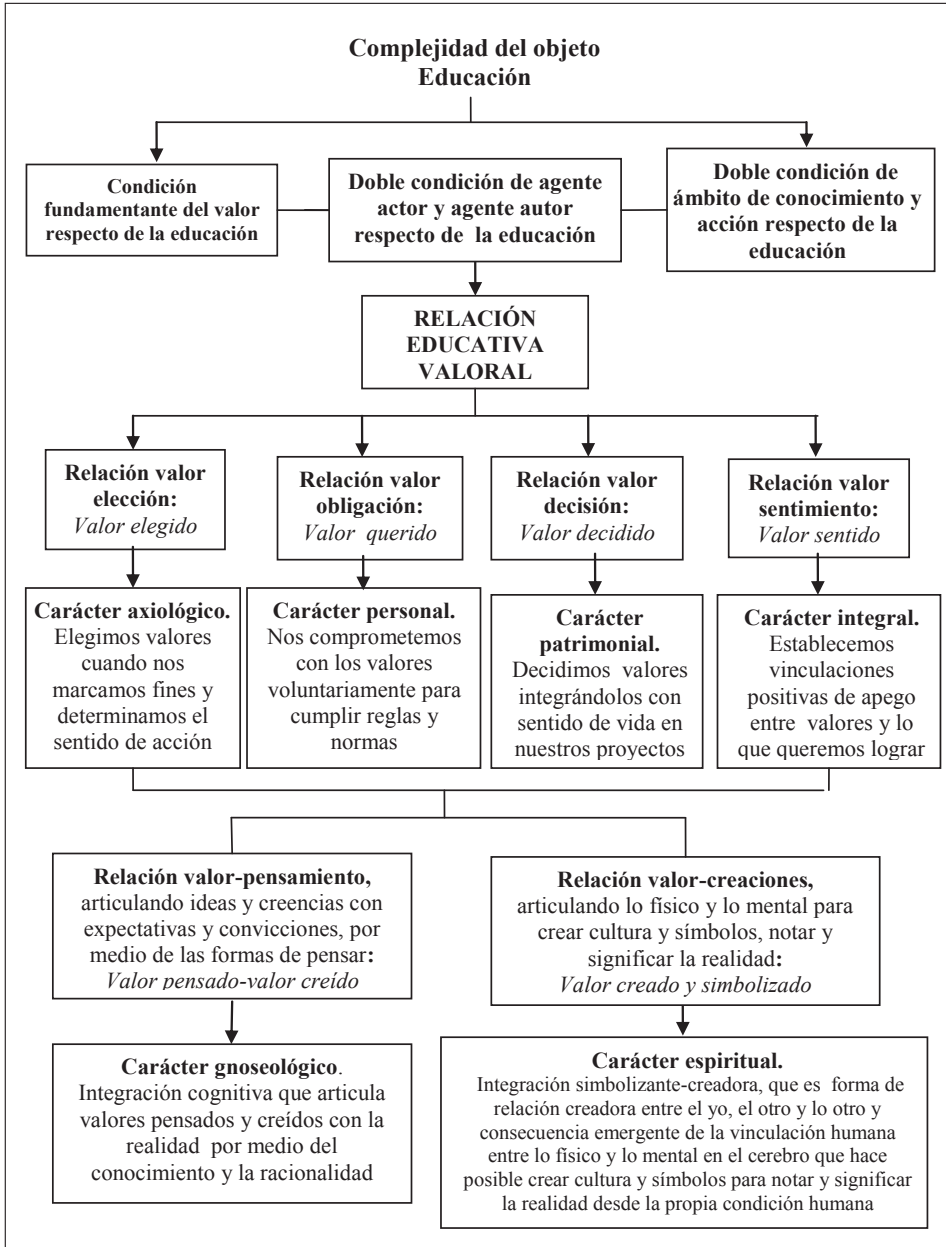 Complejidad del objeto
Educación
Condición
fundamentante del valor
respecto de la educación
Doble condición de agente
actor y agente autor
respecto de la educación
Doble condición de
ámbito de conocimiento y
acción respecto de la
educación
RELACIÓN
EDUCATIVA
VALORAL
Relación valor
elección:
Valor elegido
Relación valor
obligación:
Valor querido
Relación valor
decisión:
Valor decidido
Relación valor
sentimiento:
Valor sentido
Carácter axiológico.
Elegimos valores
cuando nos
marcamos fines y
determinamos el
sentido de acción
Carácter personal.
Nos comprometemos
con los valores
voluntariamente para
cumplir reglas y
normas
Carácter
patrimonial.
Decidimos valores
integrándolos con
sentido de vida en
nuestros proyectos
Carácter integral.
Establecemos
vinculaciones
positivas de apego
entre valores y lo
que queremos lograr
Relación valor-pensamiento,
articulando ideas y creencias con
expectativas y convicciones, por
medio de las formas de pensar:
Valor pensado-valor creído
Relación valor-creaciones,
articulando lo físico y lo mental para
crear cultura y símbolos, notar y
significar la realidad:
Valor creado y simbolizado
Carácter gnoseológico.
Integración cognitiva que articula
valores pensados y creídos con la
realidad por medio del
conocimiento y la racionalidad
Carácter espiritual.
Integración simbolizante-creadora, que es forma de
relación creadora entre el yo, el otro y lo otro y
consecuencia emergente de la vinculación humana
entre lo físico y lo mental en el cerebro que hace
posible crear cultura y símbolos para notar y significar
la realidad desde la propia condición humana